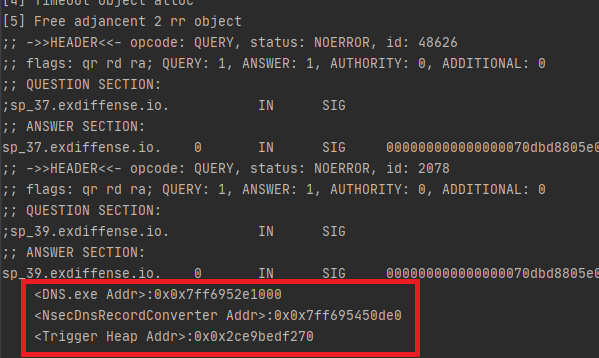 [4] Timeout object alloc
[5] Free adjancent 2 rr object
;; ->>HEADER<<- opcode: QUERY, status: NOERROR, id: 48626
;; flags: qr rd ra; QUERY: 1, ANSWER: 1, AUTHORITY: 0, ADDITIONAL: 0
;; QUESTION SECTION:
;sp_37.exdiffense.io. IN SIG
;; ANSWER SECTION:
sp_37.exdiffense.io. 0 IN SIG 000000000000000070dbd8805e0
;; ->>HEADER<<- opcode: QUERY, status: NOERROR, id: 2078
;; flags: qr rd ra; QUERY: 1, ANSWER: 1, AUTHORITY: 0, ADDITIONAL: 0
;; QUESTION SECTION:
;sp_39.exdiffense.io. IN SIG
;; ANSWER SECTION:
sp_39.exdiffense.io. 0 IN SIG 000000000000000070dbd8805e0
<DNS.exe Addr>:0x0x7ff6952e1000
<NsecDnsRecordConverter Addr>:0x0x7ff695450de0
<Trigger Heap Addr>:0x0x2ce9bedf270